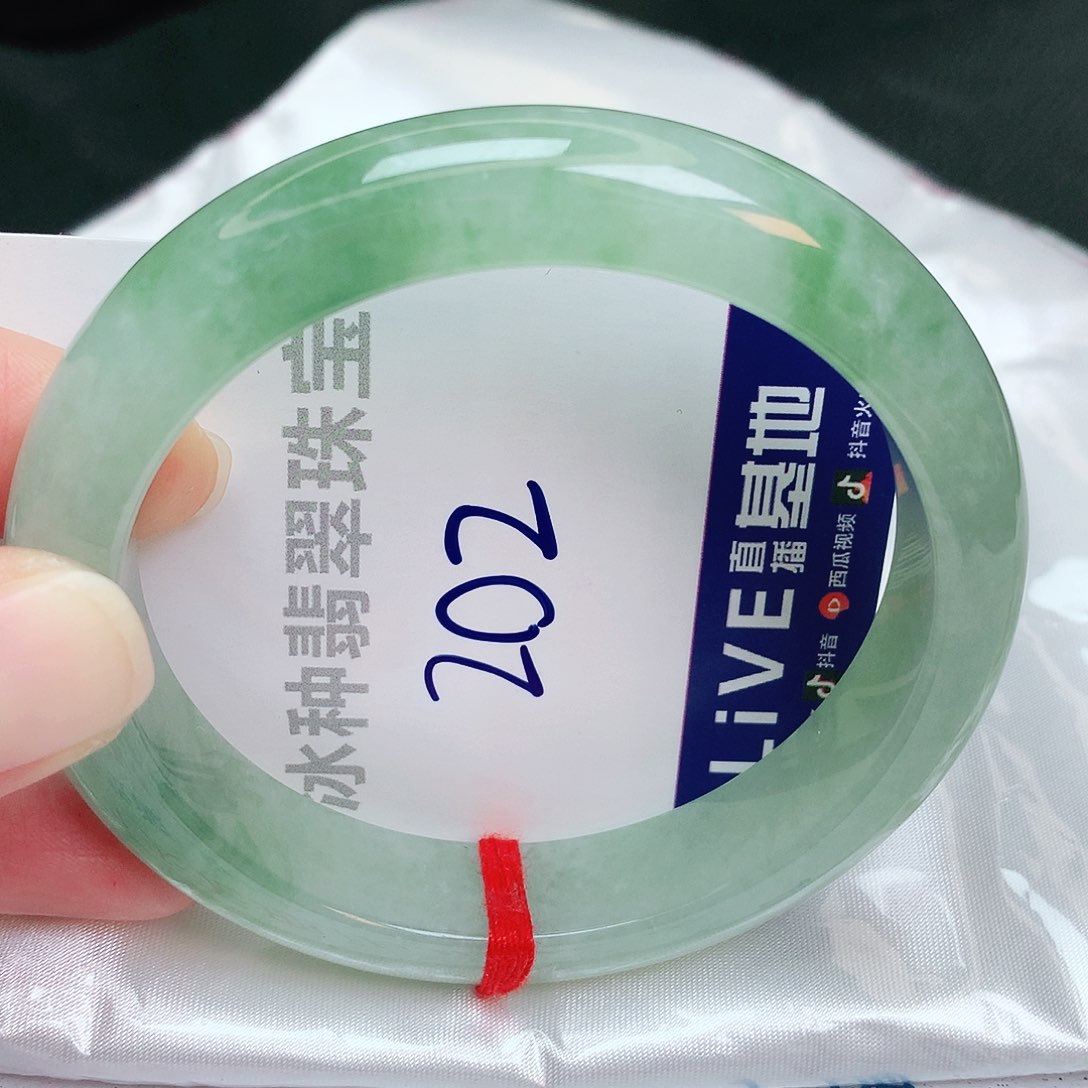 冰种翡翠珠宝
202
LiVE直播基地
抖音 西瓜视频 抖音火